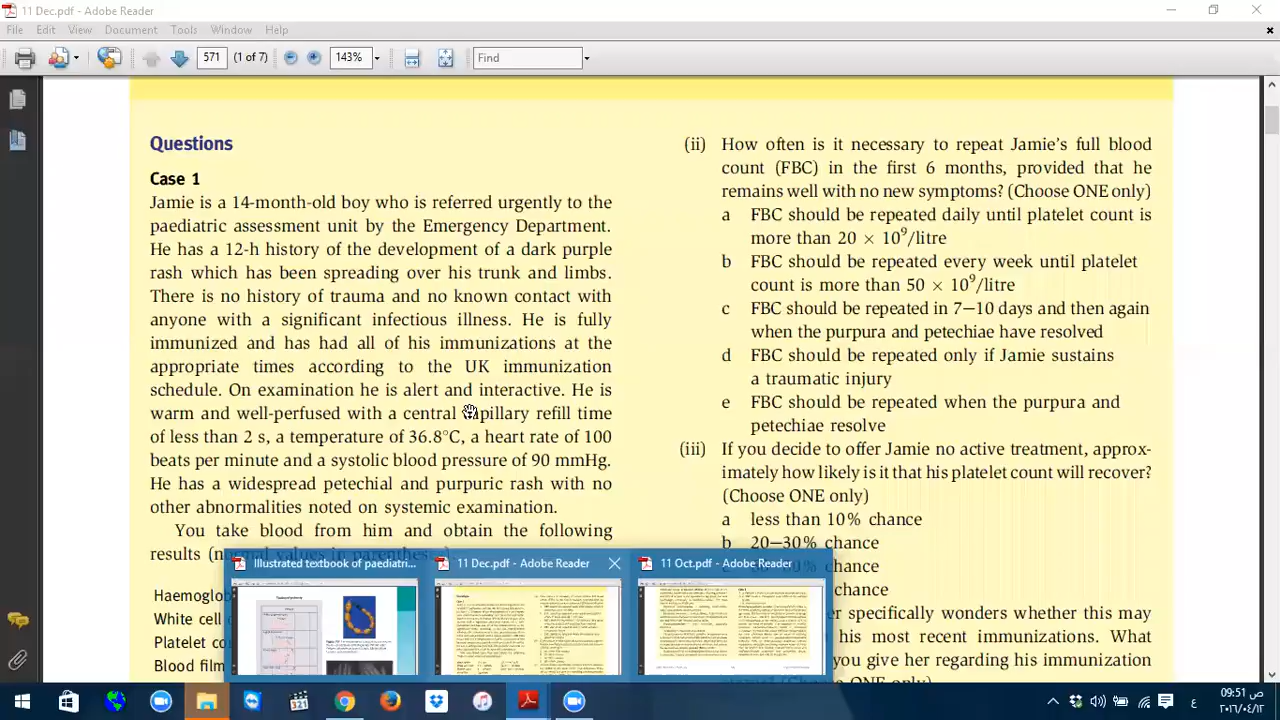 11 Dec.pdf - Adobe Reader
File Edit View Document Tools Window Help
571 (1 of 7) 143% Find
Questions
Case 1
Jamie is a 14-month-old boy who is referred urgently to the
paediatric assessment unit by the Emergency Department.
He has a 12-h history of the development of a dark purple
rash which has been spreading over his trunk and limbs.
There is no history of trauma and no known contact with
anyone with a significant infectious illness. He is fully
immunized and has had all of his immunizations at the
appropriate times according to the UK immunization
schedule. On examination he is alert and interactive. He is
warm and well-perfused with a central capillary refill time
of less than 2 s, a temperature of 36.8°C, a heart rate of 100
beats per minute and a systolic blood pressure of 90 mmHg.
He has a widespread petechial and purpuric rash with no
other abnormalities noted on systemic examination.
You take blood from him and obtain the following
results (normal values in parenthes
Haemoglo
White cell
Platelet co
Blood film
(ii) How often is it necessary to repeat Jamie's full blood
count (FBC) in the first 6 months, provided that he
remains well with no new symptoms? (Choose ONE only)
a FBC should be repeated daily until platelet count is
more than 20 × 10⁹/litre
b FBC should be repeated every week until platelet
count is more than 50 × 10⁹/litre
c FBC should be repeated in 7–10 days and then again
when the purpura and petechiae have resolved
d FBC should be repeated only if Jamie sustains
a traumatic injury
e FBC should be repeated when the purpura and
petechiae resolve
(iii) If you decide to offer Jamie no active treatment, approx-
imately how likely is it that his platelet count will recover?
(Choose ONE only)
a less than 10% chance
b 20–30% chance
chance
chance
er specifically wonders whether this may
his most recent immunizations. What
you give her regarding his immunization
ONE only)
Illustrated textbook of paediatri...
11 Dec.pdf - Adobe Reader
11 Oct.pdf - Adobe Reader
321
ع
09:51 ص
٢٠١٦/٠٤/١٢